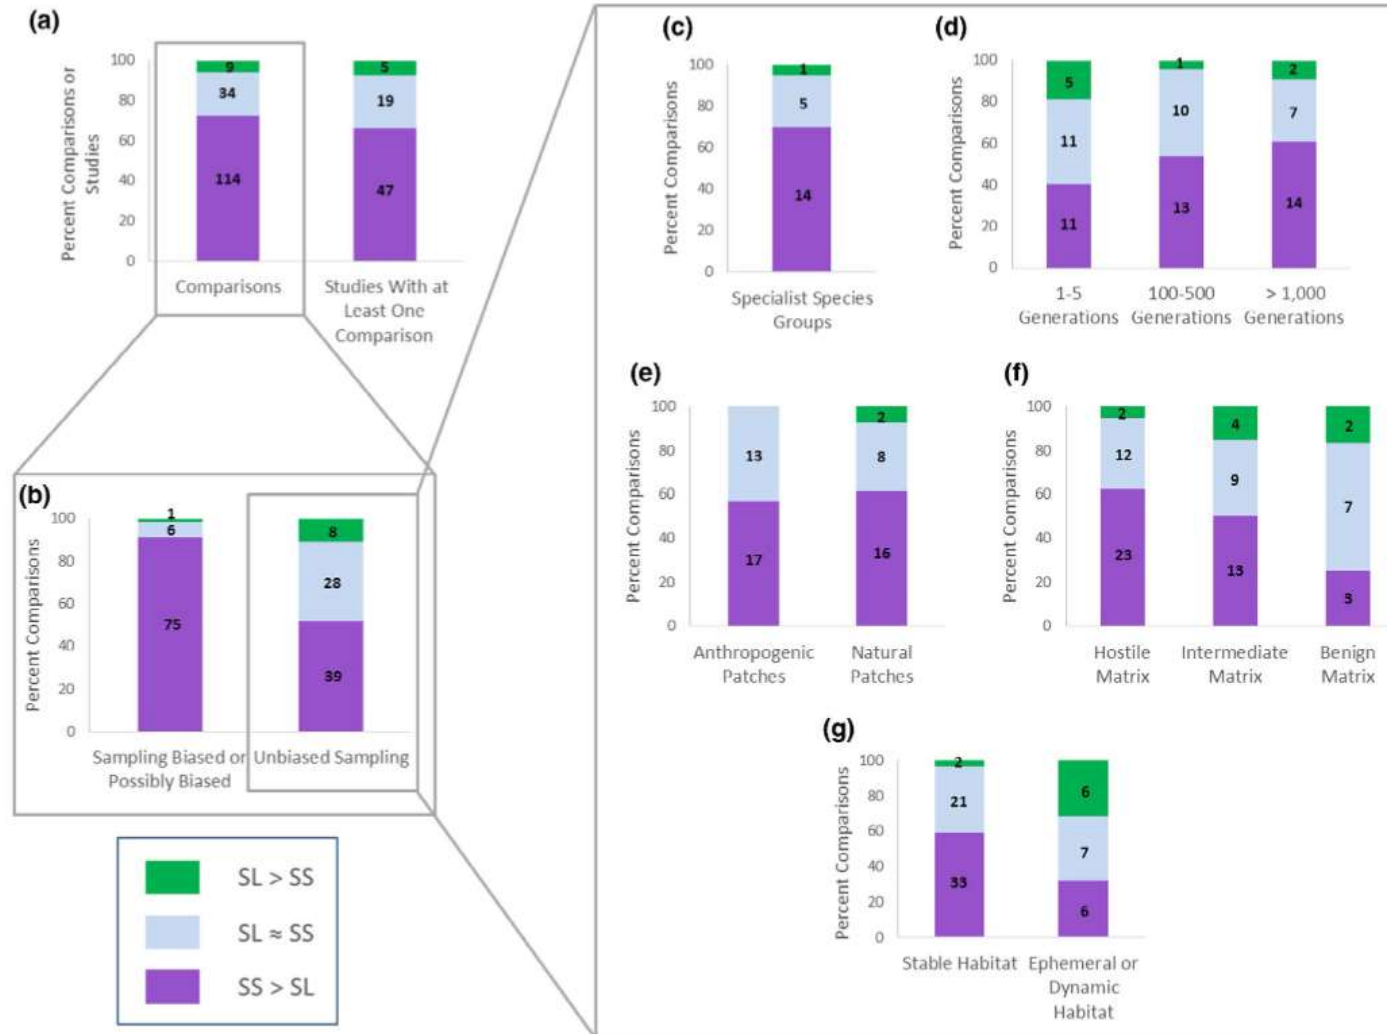 (a)
Percent Comparisons or
Studies
100
80
60
40
20
0
9
34
114
5
19
47
Comparisons
Studies With at
Least One
Comparison
(b)
Percent Comparisons
100
80
60
40
20
0
1
6
75
8
28
39
Sampling Biased or
Possibly Biased
Unbiased Sampling
SL > SS
SL ≈ SS
SS > SL
(c)
Percent Comparisons
100
80
60
40
20
0
1
5
14
Specialist Species
Groups
(d)
Percent Comparisons
100
80
60
40
20
0
5
11
11
1
10
13
2
7
14
1-5
Generations
100-500
Generations
> 1,000
Generations
(e)
Percent Comparisons
100
80
60
40
20
0
13
17
2
8
16
Anthropogenic
Patches
Natural
Patches
(f)
Percent Comparisons
100
80
60
40
20
0
2
12
23
4
9
13
2
7
3
Hostile
Matrix
Intermediate
Matrix
Benign
Matrix
(g)
Percent Comparisons
100
80
60
40
20
0
2
21
33
6
7
6
Stable Habitat
Ephemeral or
Dynamic
Habitat